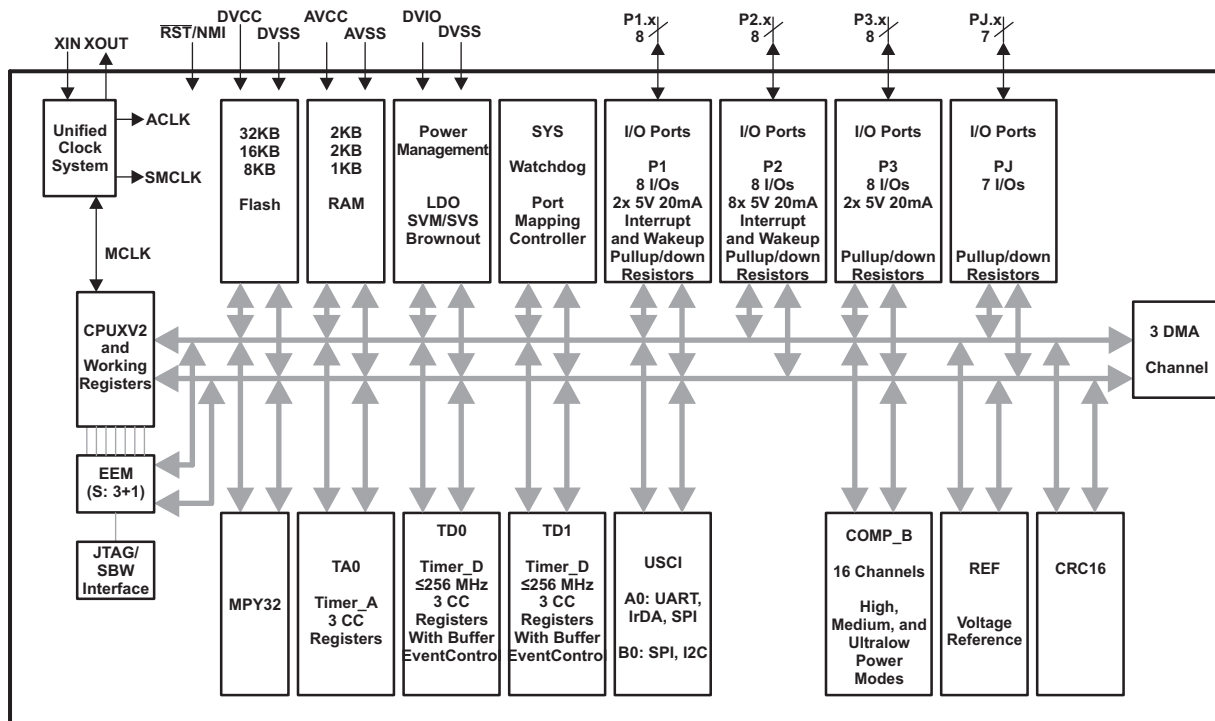 XIN XOUT
RST/NMI
DVCC
DVSS
AVCC
AVSS
DVIO
DVSS
P1.x
8
P2.x
8
P3.x
8
PJ.x
7
Unified
Clock
System
ACLK
SMCLK
MCLK
32KB
16KB
8KB
Flash
2KB
2KB
1KB
RAM
Power
Management
LDO
SVM/SVS
Brownout
SYS
Watchdog
Port
Mapping
Controller
I/O Ports
P1
8 I/Os
2x 5V 20mA
Interrupt
and Wakeup
Pullup/down
Resistors
I/O Ports
P2
8 I/Os
8x 5V 20mA
Interrupt
and Wakeup
Pullup/down
Resistors
I/O Ports
P3
8 I/Os
2x 5V 20mA
Pullup/down
Resistors
I/O Ports
PJ
7 I/Os
Pullup/down
Resistors
CPUXV2
and
Working
Registers
3 DMA
Channel
EEM
(S: 3+1)
JTAG/
SBW
Interface
MPY32
TA0
Timer_A
3 CC
Registers
TD0
Timer_D
≤256 MHz
3 CC
Registers
With Buffer
EventControl
TD1
Timer_D
≤256 MHz
3 CC
Registers
With Buffer
EventControl
USCI
A0: UART,
IrDA, SPI
B0: SPI, I2C
COMP_B
16 Channels
High,
Medium, and
Ultralow
Power
Modes
REF
Voltage
Reference
CRC16